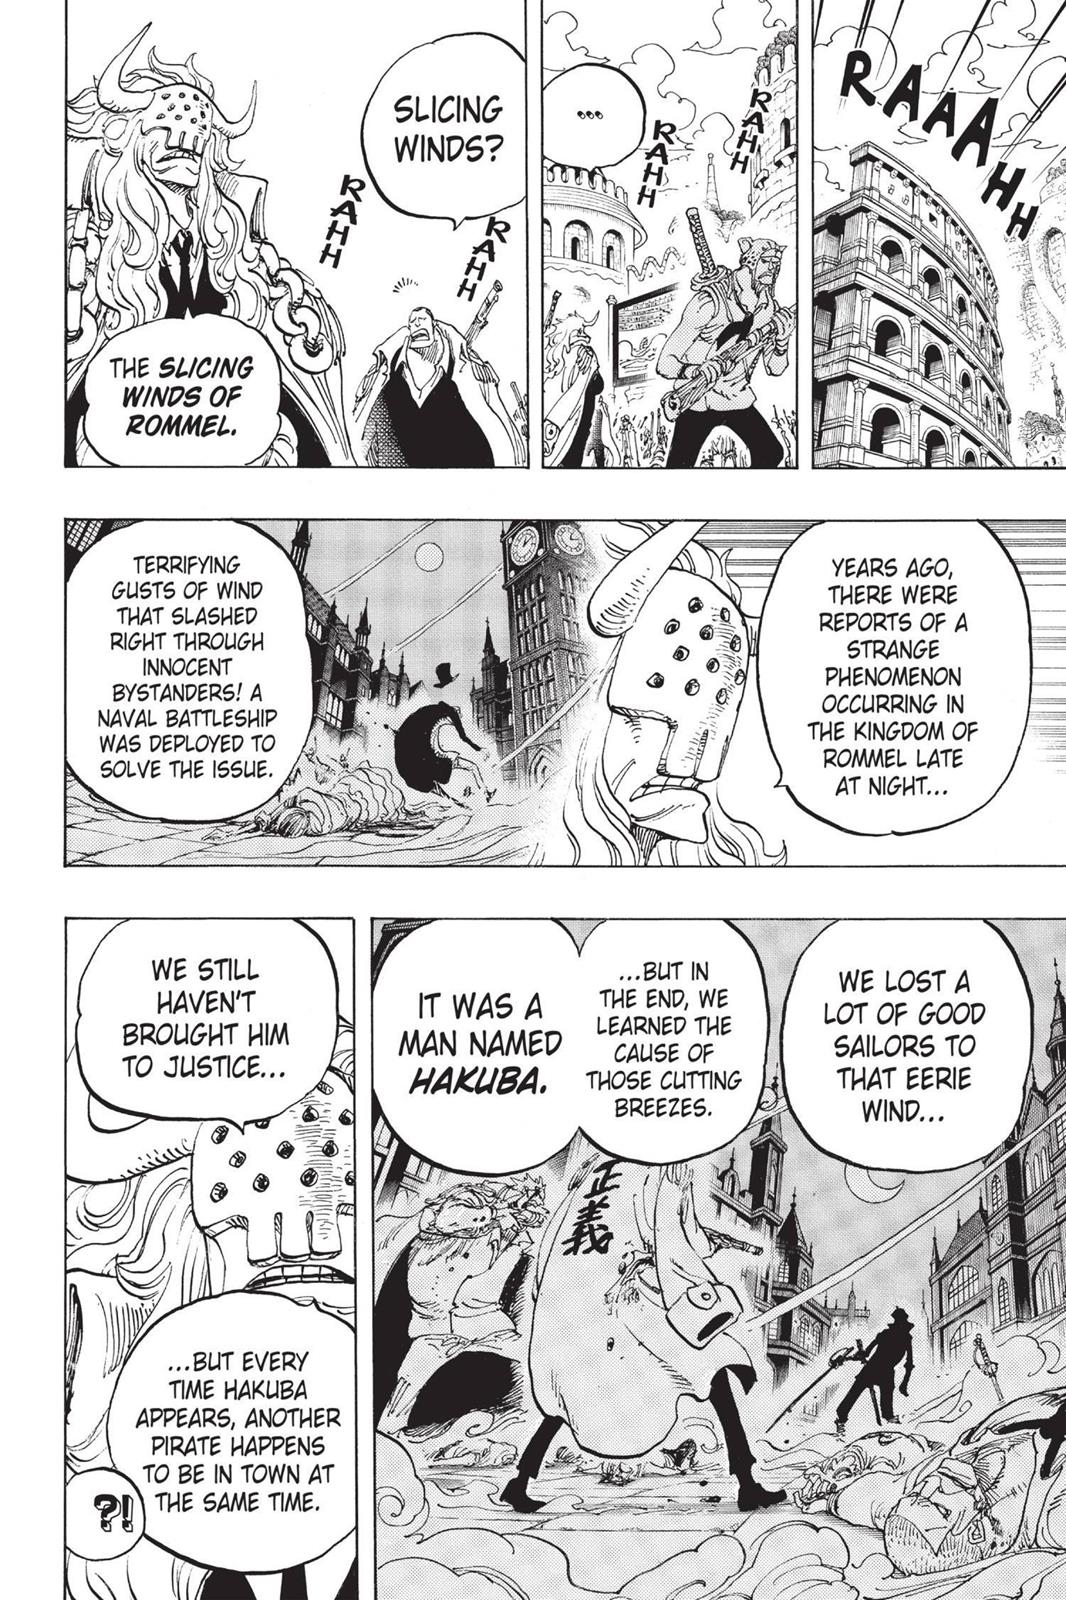 RAAAAHH
...
RAHH
RAHH
SLICING
WINDS?
RAHH
RAHH
THE SLICING
WINDS OF
ROMMEL.
YEARS AGO,
THERE WERE
REPORTS OF A
STRANGE
PHENOMENON
OCCURRING IN
THE KINGDOM OF
ROMMEL LATE
AT NIGHT...
TERRIFYING
GUSTS OF WIND
THAT SLASHED
RIGHT THROUGH
INNOCENT
BYSTANDERS! A
NAVAL BATTLESHIP
WAS DEPLOYED TO
SOLVE THE ISSUE.
WE LOST A
LOT OF GOOD
SAILORS TO
THAT EERIE
WIND...
...BUT IN
THE END, WE
LEARNED THE
CAUSE OF
THOSE CUTTING
BREEZES.
IT WAS A
MAN NAMED
HAKUBA.
正義
WE STILL
HAVEN'T
BROUGHT HIM
TO JUSTICE...
...BUT EVERY
TIME HAKUBA
APPEARS, ANOTHER
PIRATE HAPPENS
TO BE IN TOWN AT
THE SAME TIME.
?!